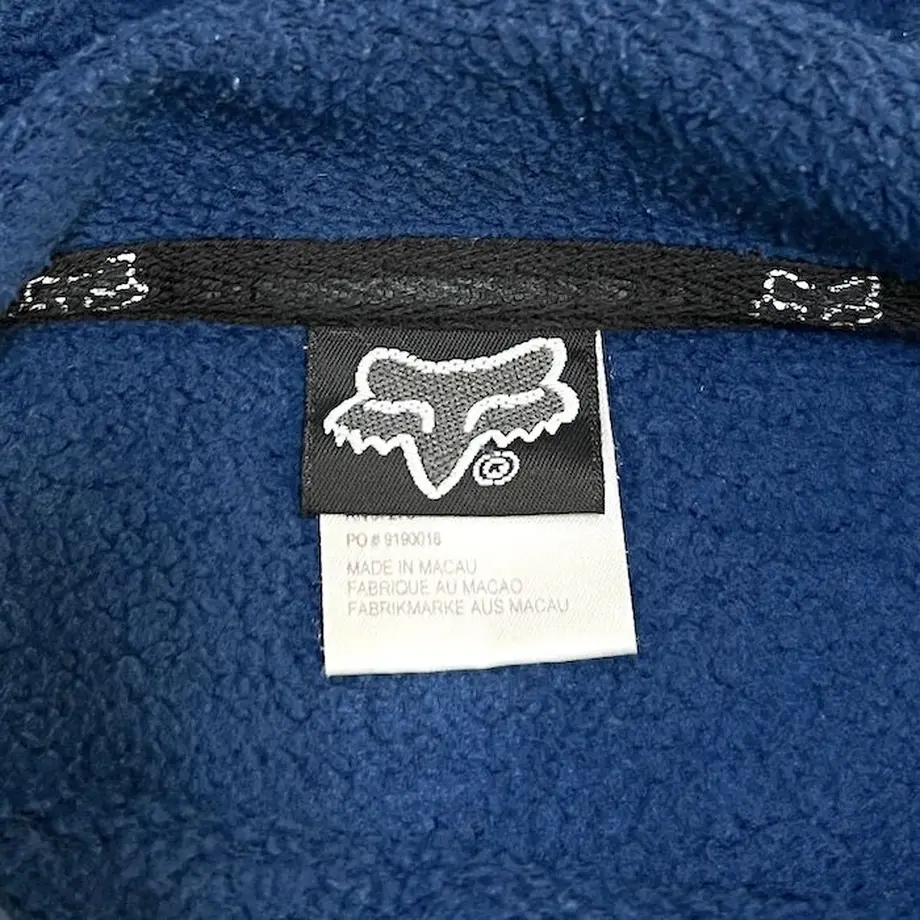 ®
PO # 9190016
MADE IN MACAU
FABRIQUE AU MACAO
FABRIKMARKE AUS MACAU